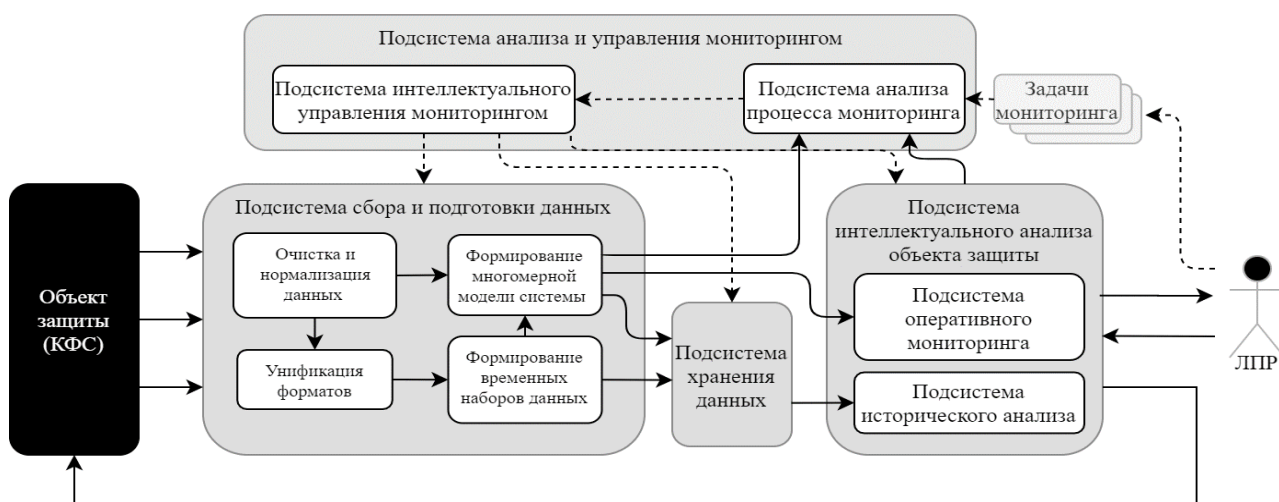 Подсистема анализа и управления мониторингом
Подсистема интеллектуального
управления мониторингом
Подсистема анализа
процесса мониторинга
Задачи
мониторинга
Объект
защиты
(КФС)
Подсистема сбора и подготовки данных
Очистка и
нормализация
данных
Формирование
многомерной
модели системы
Унификация
форматов
Формирование
временных
наборов данных
Подсистема
хранения
данных
Подсистема
интеллектуального анализа
объекта защиты
Подсистема
оперативного
мониторинга
Подсистема
исторического анализа
ЛПР